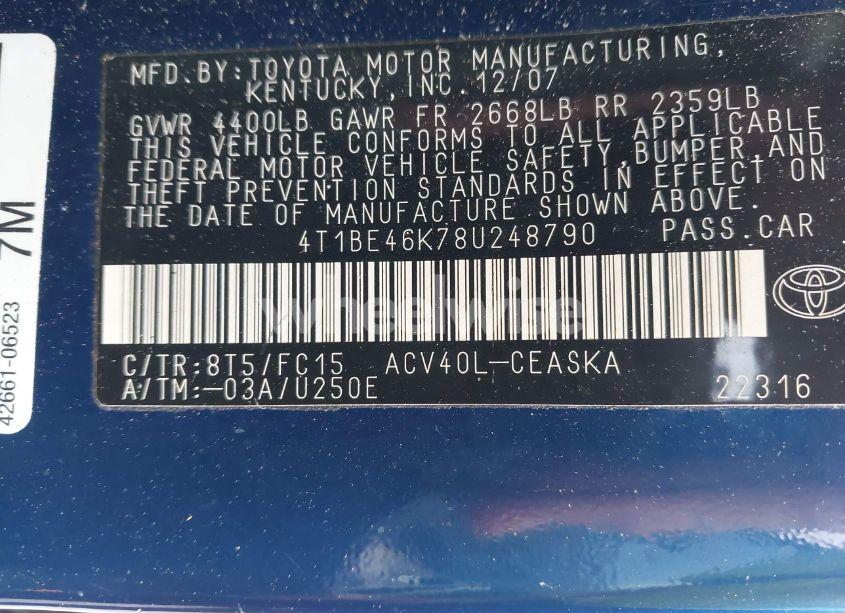 MFD. BY: TOYOTA MOTOR MANUFACTURING,
KENTUCKY, INC. 12/07
GVWR 4400LB GAWR FR 2668LB RR 2359LB
THIS VEHICLE CONFORMS TO ALL APPLICABLE
FEDERAL MOTOR VEHICLE SAFETY, BUMPER, AND
THEFT PREVENTION STANDARDS IN EFFECT ON
THE DATE OF MANUFACTURE SHOWN ABOVE.
4T1BE46K78U248790 PASS. CAR
wheelwise
C/TR: 8T5/FC15 ACV40L-CEASKA
A/TM: -03A/U250E 22316
7M
42661-06523